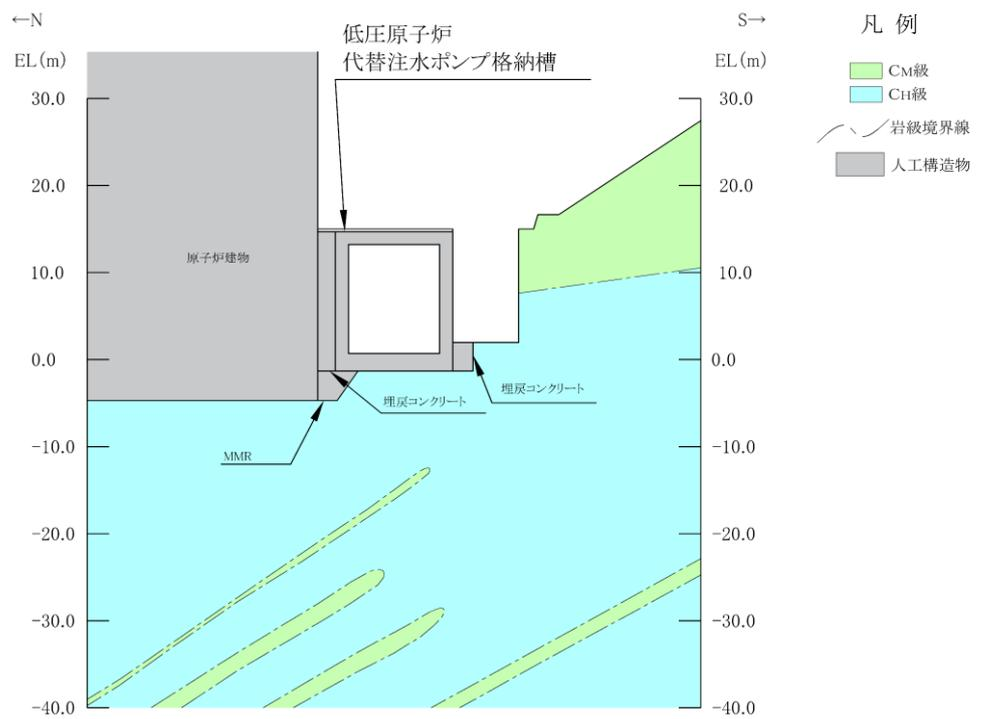 ←N
S→
凡 例
EL(m)
EL(m)
低圧原子炉
代替注水ポンプ格納槽
CM級
CH級
岩級境界線
人工構造物
30.0
30.0
20.0
20.0
原子炉建物
10.0
10.0
0.0
0.0
埋戻コンクリート
埋戻コンクリート
MMR
-10.0
-10.0
-20.0
-20.0
-30.0
-30.0
-40.0
-40.0